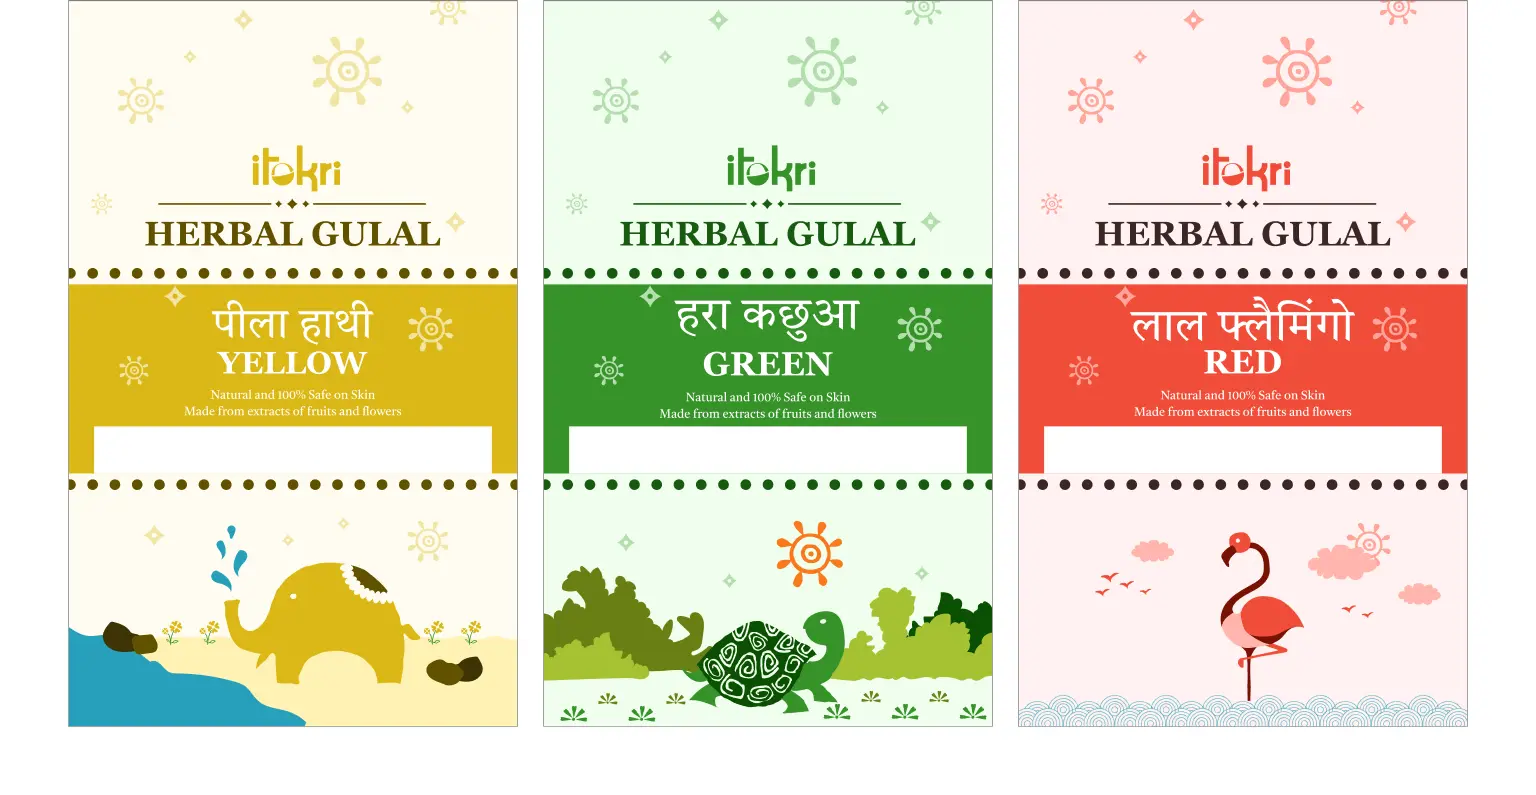 itokri
HERBAL GULAL
पीला हाथी
YELLOW
Natural and 100% Safe on Skin
Made from extracts of fruits and flowers
itokri
HERBAL GULAL
हरा कछुआ
GREEN
Natural and 100% Safe on Skin
Made from extracts of fruits and flowers
itokri
HERBAL GULAL
लाल फ्लैमिंगो
RED
Natural and 100% Safe on Skin
Made from extracts of fruits and flowers